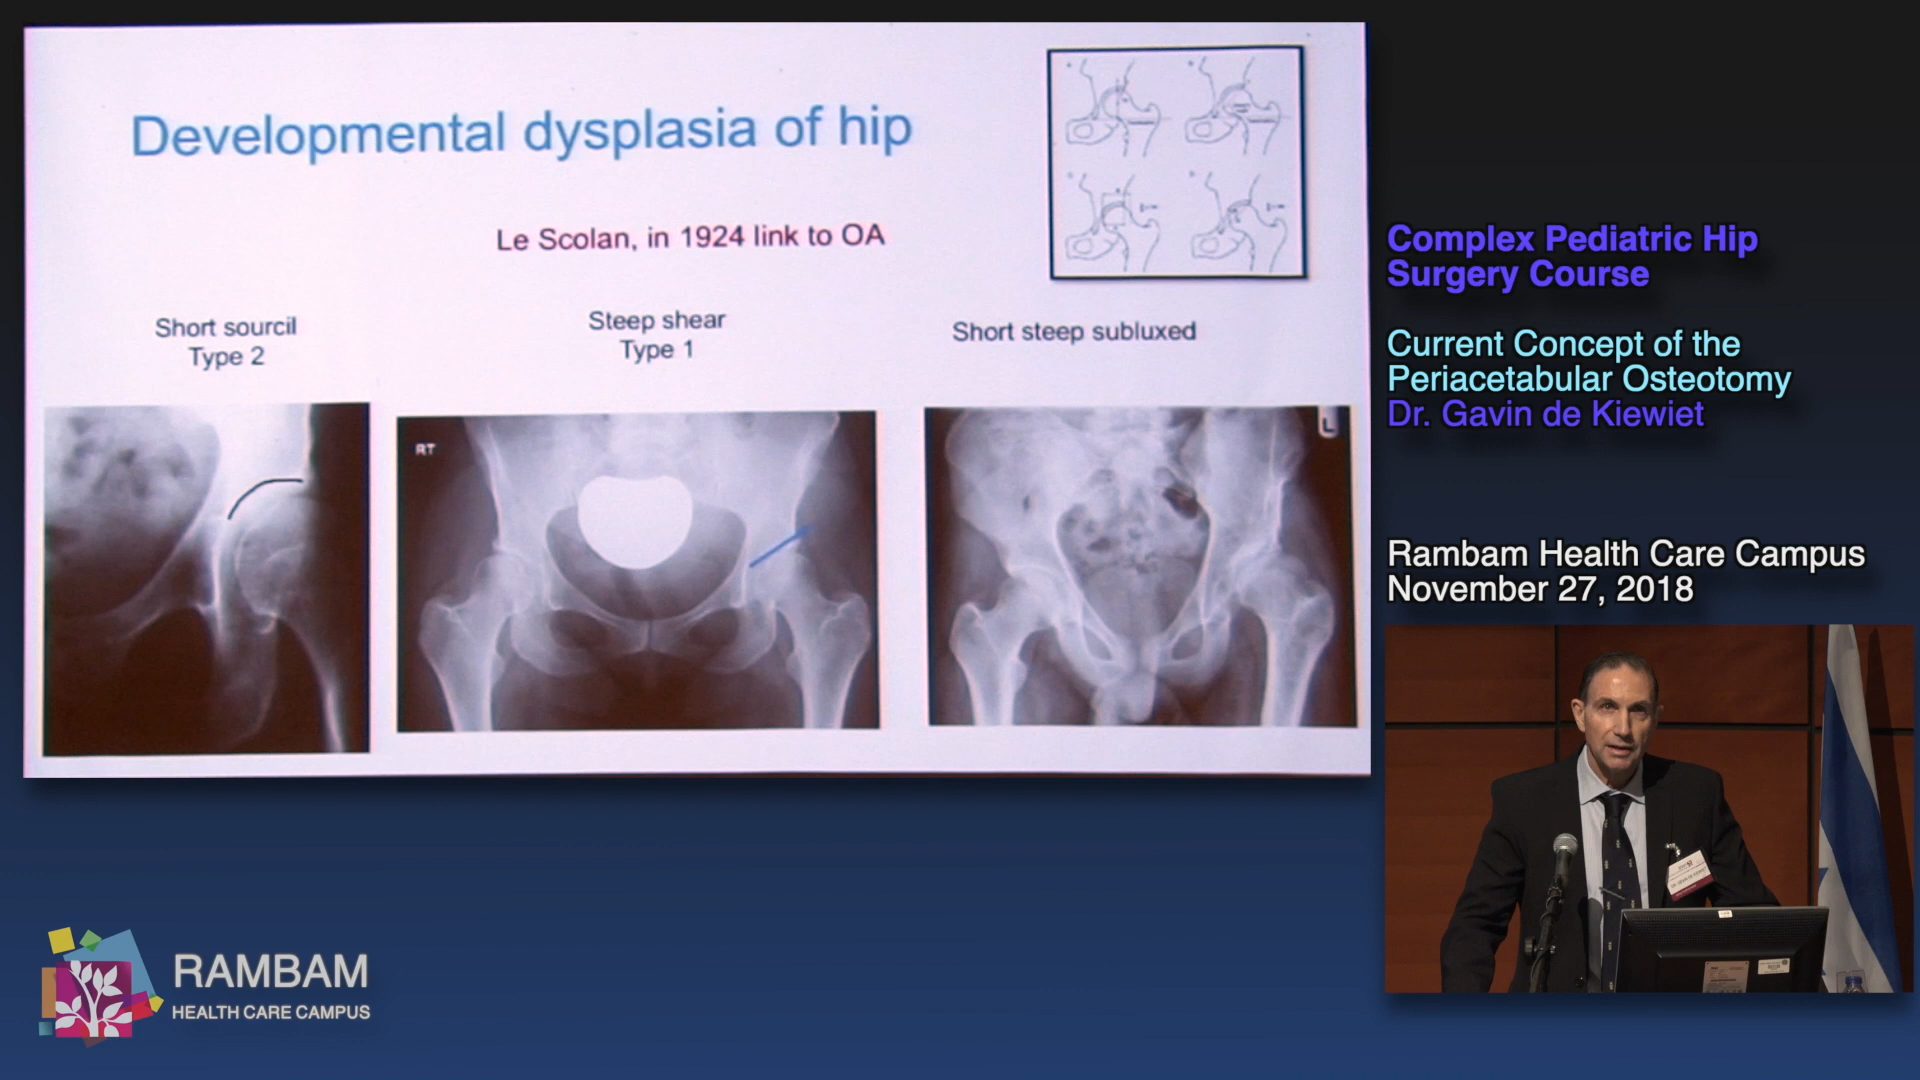 Developmental dysplasia of hip
Le Scolan, in 1924 link to OA
Short sourcil
Type 2
Steep shear
Type 1
Short steep subluxed
RT
L
Complex Pediatric Hip
Surgery Course
Current Concept of the
Periacetabular Osteotomy
Dr. Gavin de Kiewiet
Rambam Health Care Campus
November 27, 2018
RAMBAM
HEALTH CARE CAMPUS